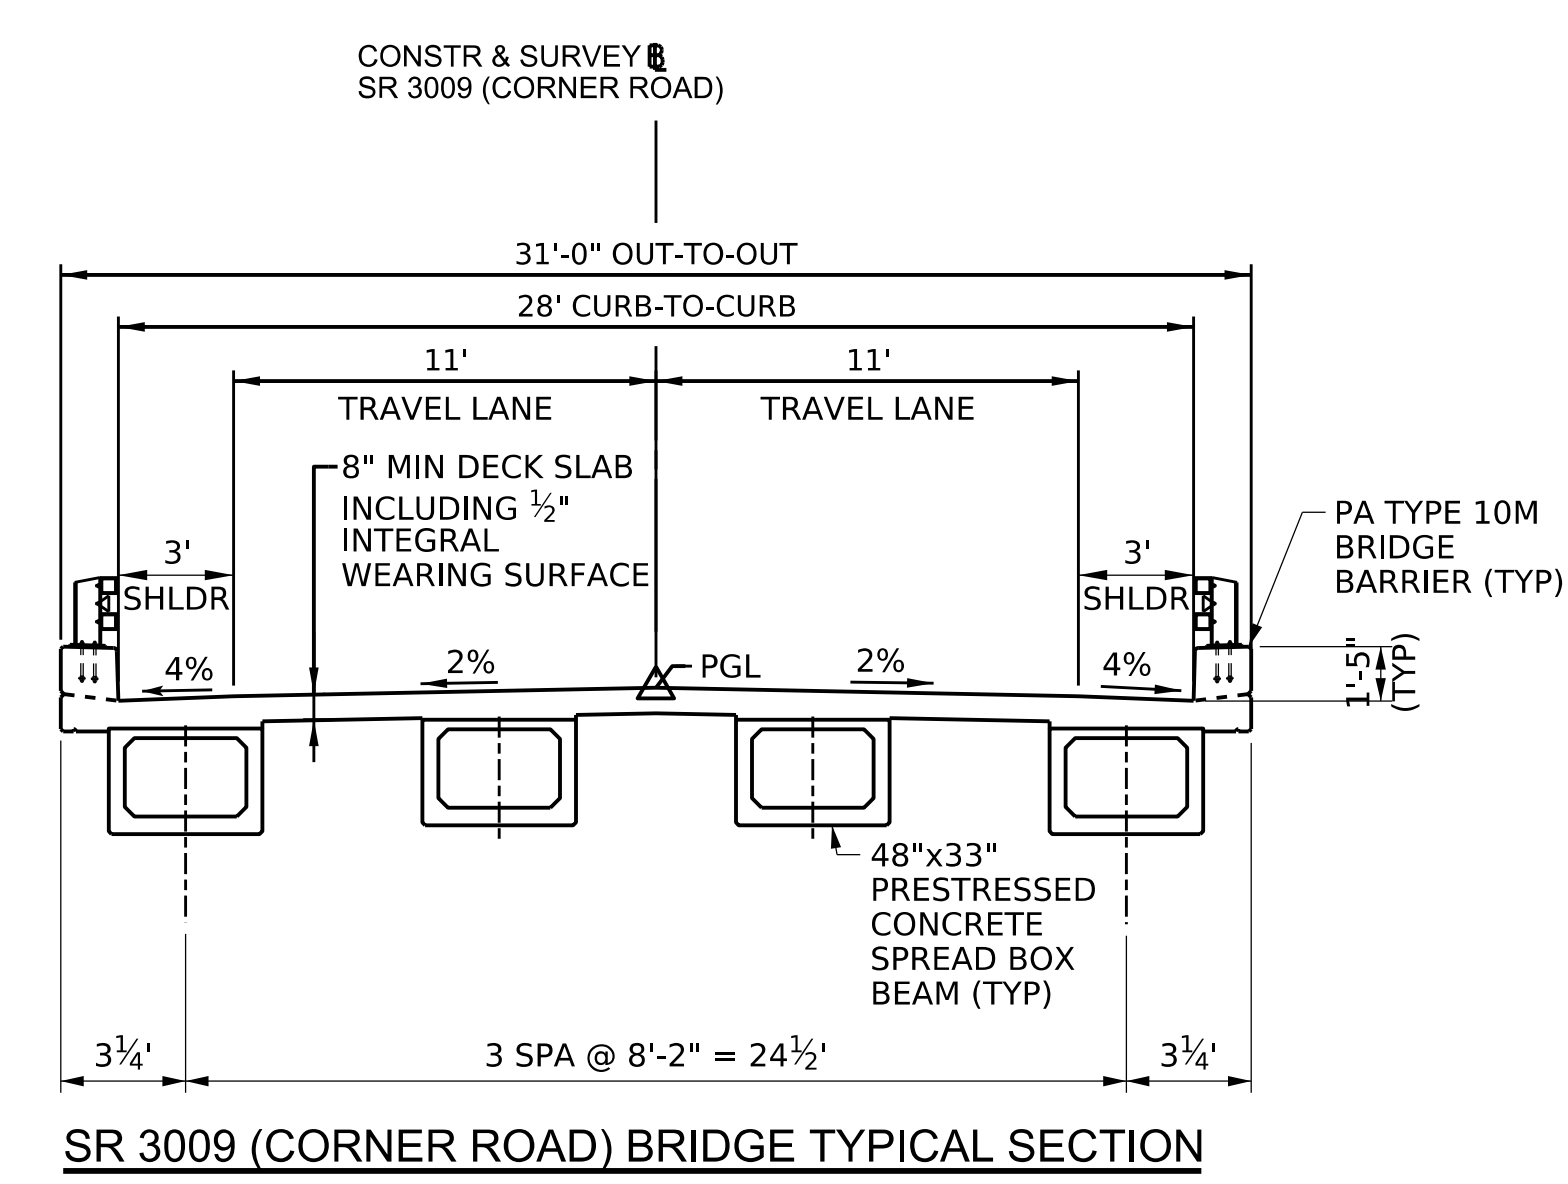 CONSTR & SURVEY ℄
SR 3009 (CORNER ROAD)
31'-0" OUT-TO-OUT
28' CURB-TO-CURB
11'
TRAVEL LANE
11'
TRAVEL LANE
8" MIN DECK SLAB
INCLUDING ½"
INTEGRAL
WEARING SURFACE
PA TYPE 10M
BRIDGE
BARRIER (TYP)
3'
SHLDR
3'
SHLDR
4%
2%
PGL
2%
4%
1'-5"
(TYP)
48"x33"
PRESTRESSED
CONCRETE
SPREAD BOX
BEAM (TYP)
3¼'
3 SPA @ 8'-2" = 24½'
3¼'
SR 3009 (CORNER ROAD) BRIDGE TYPICAL SECTION